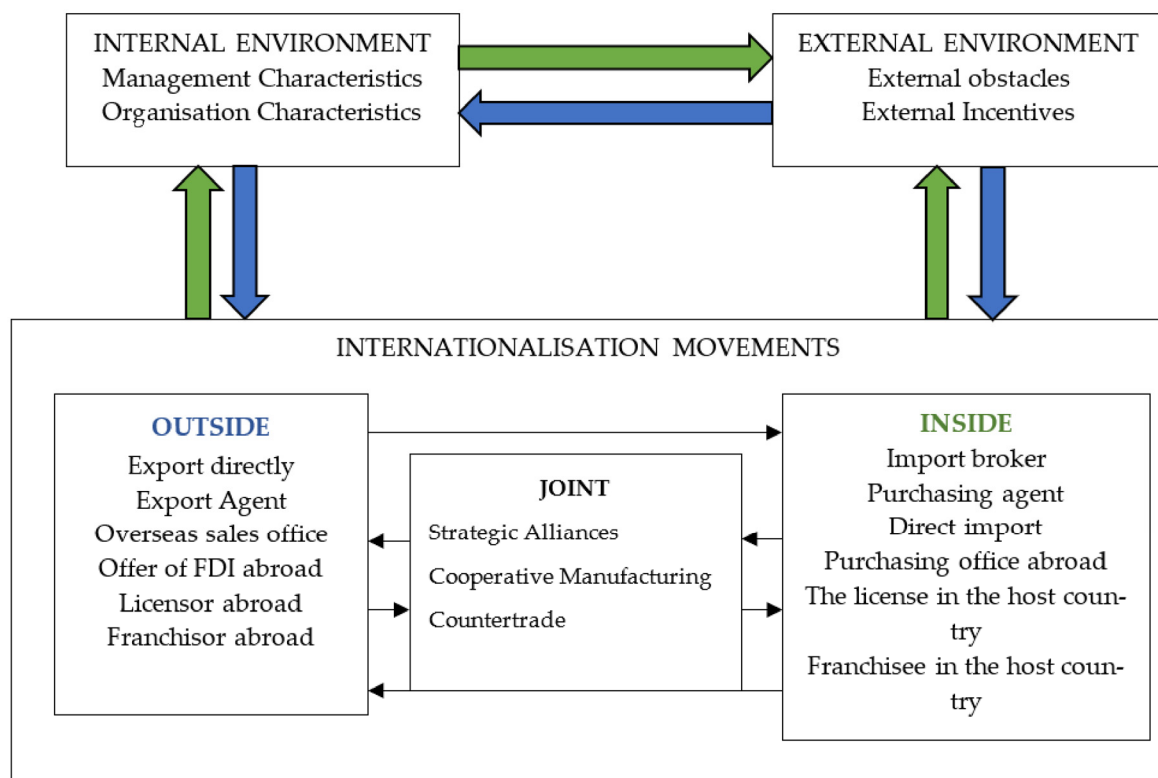 INTERNAL ENVIRONMENT
Management Characteristics
Organisation Characteristics
EXTERNAL ENVIRONMENT
External obstacles
External Incentives
INTERNATIONALISATION MOVEMENTS
OUTSIDE
Export directly
Export Agent
Overseas sales office
Offer of FDI abroad
Licensor abroad
Franchisor abroad
JOINT
Strategic Alliances
Cooperative Manufacturing
Countertrade
INSIDE
Import broker
Purchasing agent
Direct import
Purchasing office abroad
The license in the host coun-
try
Franchisee in the host coun-
try